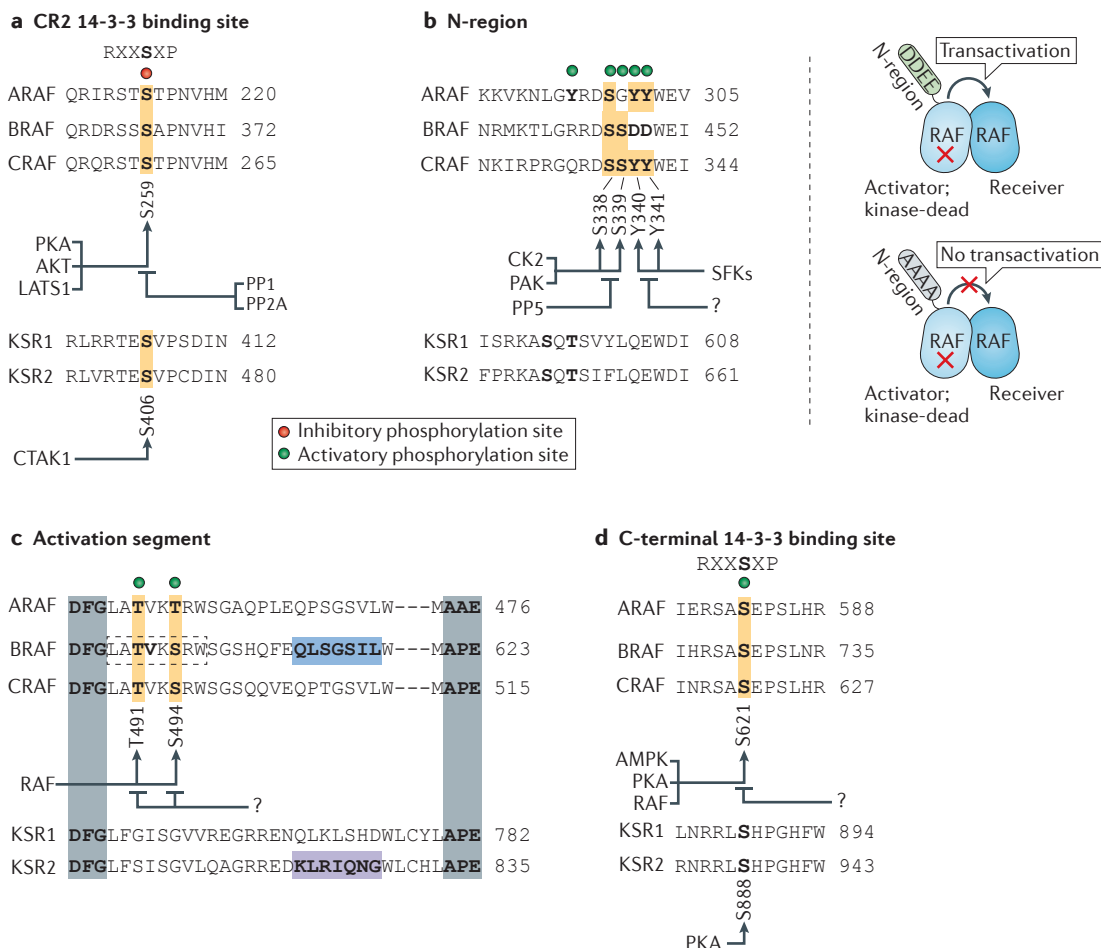 a CR2 14-3-3 binding site
RXXSXP
ARAF QRIRSTSTPNVHM 220
BRAF QRDRSSSAPNVHI 372
CRAF QRQRSTSTPNVHM 265
S259
PKA
AKT
LATS1
PP1
PP2A
KSR1 RLRRTESVPSDIN 412
KSR2 RLVRTESVPCDIN 480
S406
CTAK1
b N-region
ARAF KKVKNLGYRDSGYYWEV 305
BRAF NRMKTLGRRDSSDDWEI 452
CRAF NKIRPRGQRDSSYYWEI 344
S338
S339
Y340
Y341
CK2
PAK
SFKs
PP5
?
KSR1 ISRKASQTSVYLQEWDI 608
KSR2 FPRKASQTSIFLQEWDI 661
Inhibitory phosphorylation site
Activatory phosphorylation site
N-region
DDEE
Transactivation
RAF RAF
Activator;
kinase-dead
Receiver
N-region
AAAA
No transactivation
RAF RAF
Activator;
kinase-dead
Receiver
c Activation segment
ARAF DFGLATVKTRWSGAQPLEQPSGSVLW---MAAE 476
BRAF DFGLATVKSRWSGSHQFEQLSGSILW---MAPE 623
CRAF DFGLATVKSRWSGSQQVEQPTGSVLW---MAPE 515
T491
S494
RAF
?
KSR1 DFGLFGISGVVREGRRENQLKLSHDWLCYLAPE 782
KSR2 DFGLFSISGVLQAGRREDKLRIQNGWLCHLAPE 835
d C-terminal 14-3-3 binding site
RXXSXP
ARAF IERSASEPSLHR 588
BRAF IHRSASEPSLNR 735
CRAF INRSASEPSLHR 627
S621
AMPK
PKA
RAF
?
KSR1 LNRRLSHPGHFW 894
KSR2 RNRRLSHPGHFW 943
S888
PKA